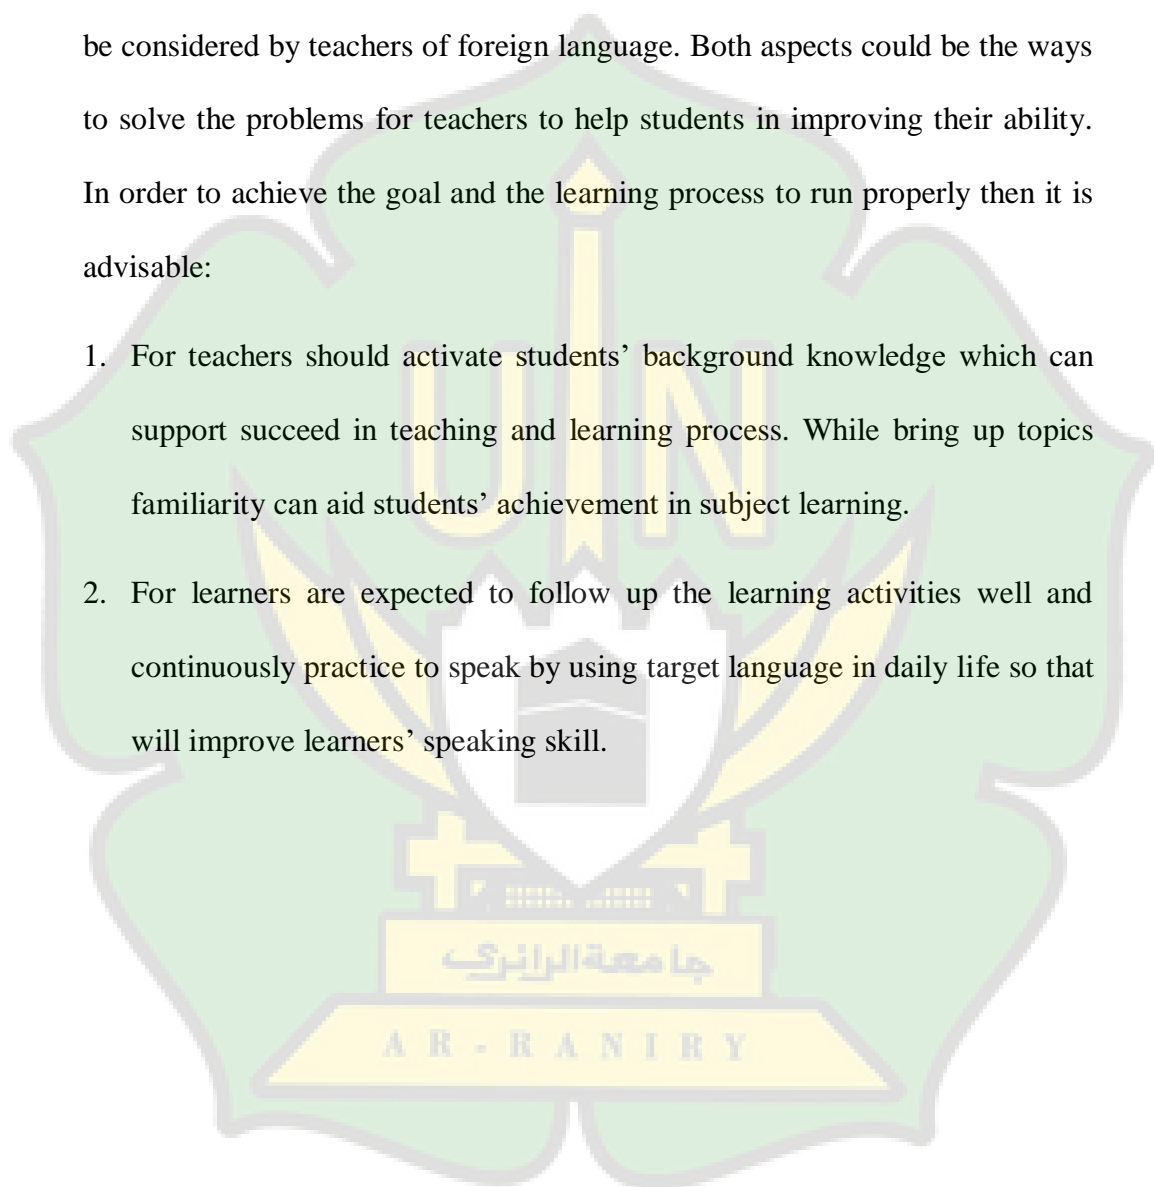 be considered by teachers of foreign language. Both aspects could be the ways
to solve the problems for teachers to help students in improving their ability.
In order to achieve the goal and the learning process to run properly then it is
advisable:
1. For teachers should activate students’ background knowledge which can
support succeed in teaching and learning process. While bring up topics
familiarity can aid students’ achievement in subject learning.
2. For learners are expected to follow up the learning activities well and
continuously practice to speak by using target language in daily life so that
will improve learners’ speaking skill.
UIN
جامعة الرانري
AR-RANIRY